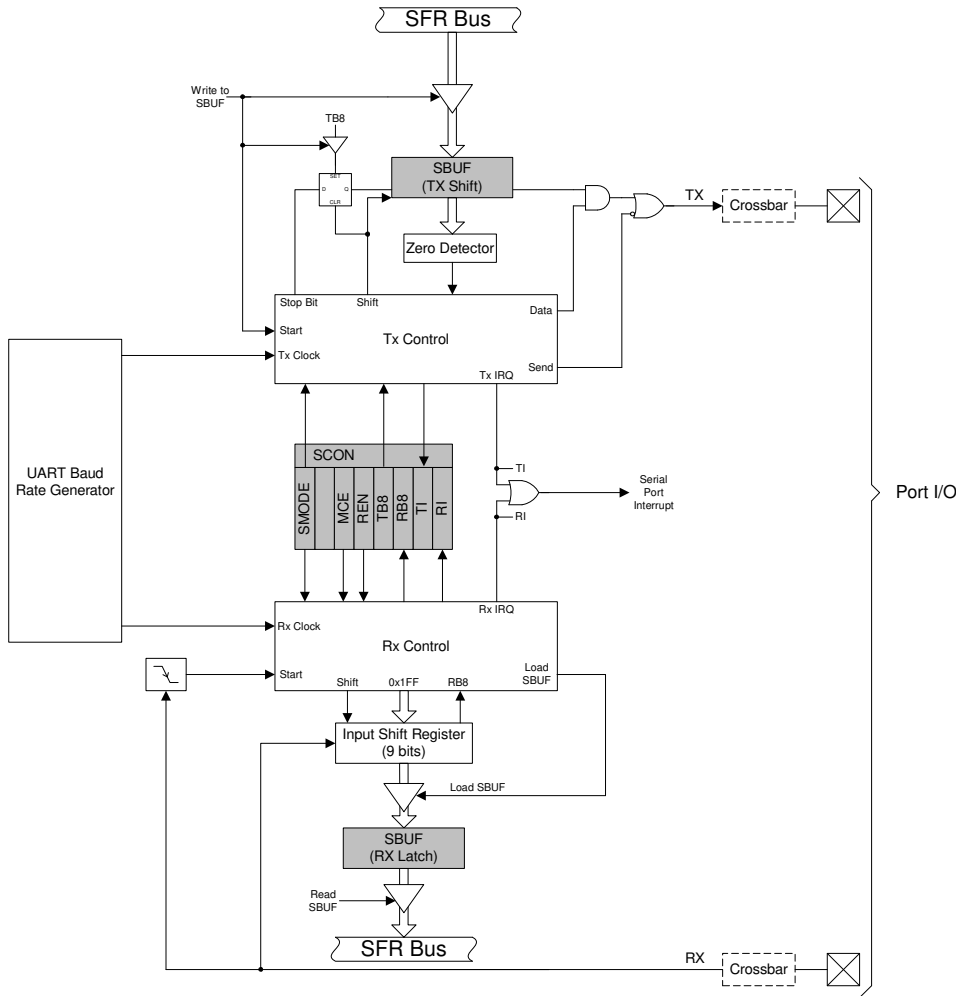 SFR Bus
Write to
SBUF
TB8
SET
D
Q
CLR
SBUF
(TX Shift)
TX
Crossbar
Zero Detector
Stop Bit
Shift
Data
Start
Tx Control
Tx Clock
Send
Tx IRQ
UART Baud
Rate Generator
SCON
SMODE
MCE
REN
TB8
RB8
TI
RI
TI
Serial
Port
Interrupt
RI
Port I/O
Rx IRQ
Rx Clock
Rx Control
Start
Load
SBUF
Shift
0x1FF
RB8
Input Shift Register
(9 bits)
Load SBUF
SBUF
(RX Latch)
Read
SBUF
SFR Bus
RX
Crossbar